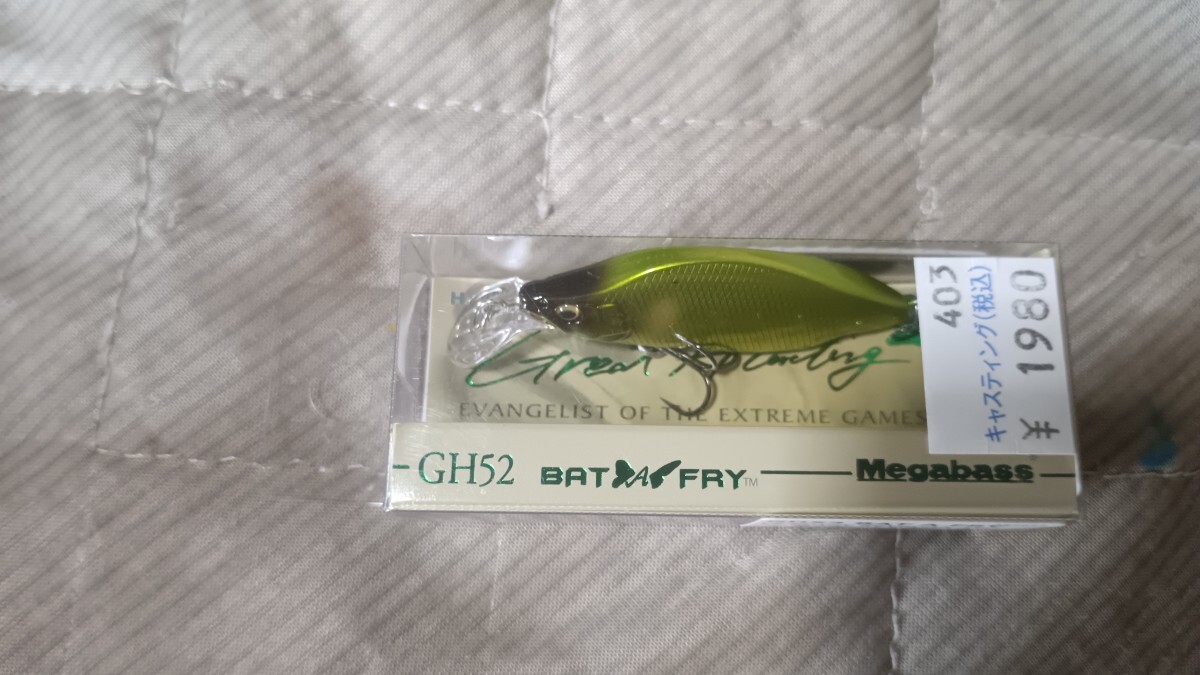 Great Hunting
EVANGELIST OF THE EXTREME GAMES
GH52 BAT-A-FRY™ Megabass®
403
キャスティング(税込)
¥ 1980